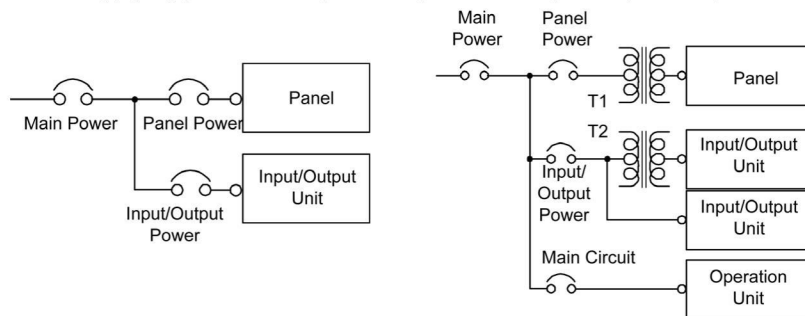 Main Power
Panel Power
Panel
Input/Output
Power
Input/Output
Unit
Main
Power
Panel
Power
T1
Panel
T2
Input/
Output
Power
Input/Output
Unit
Input/Output
Unit
Main Circuit
Operation
Unit